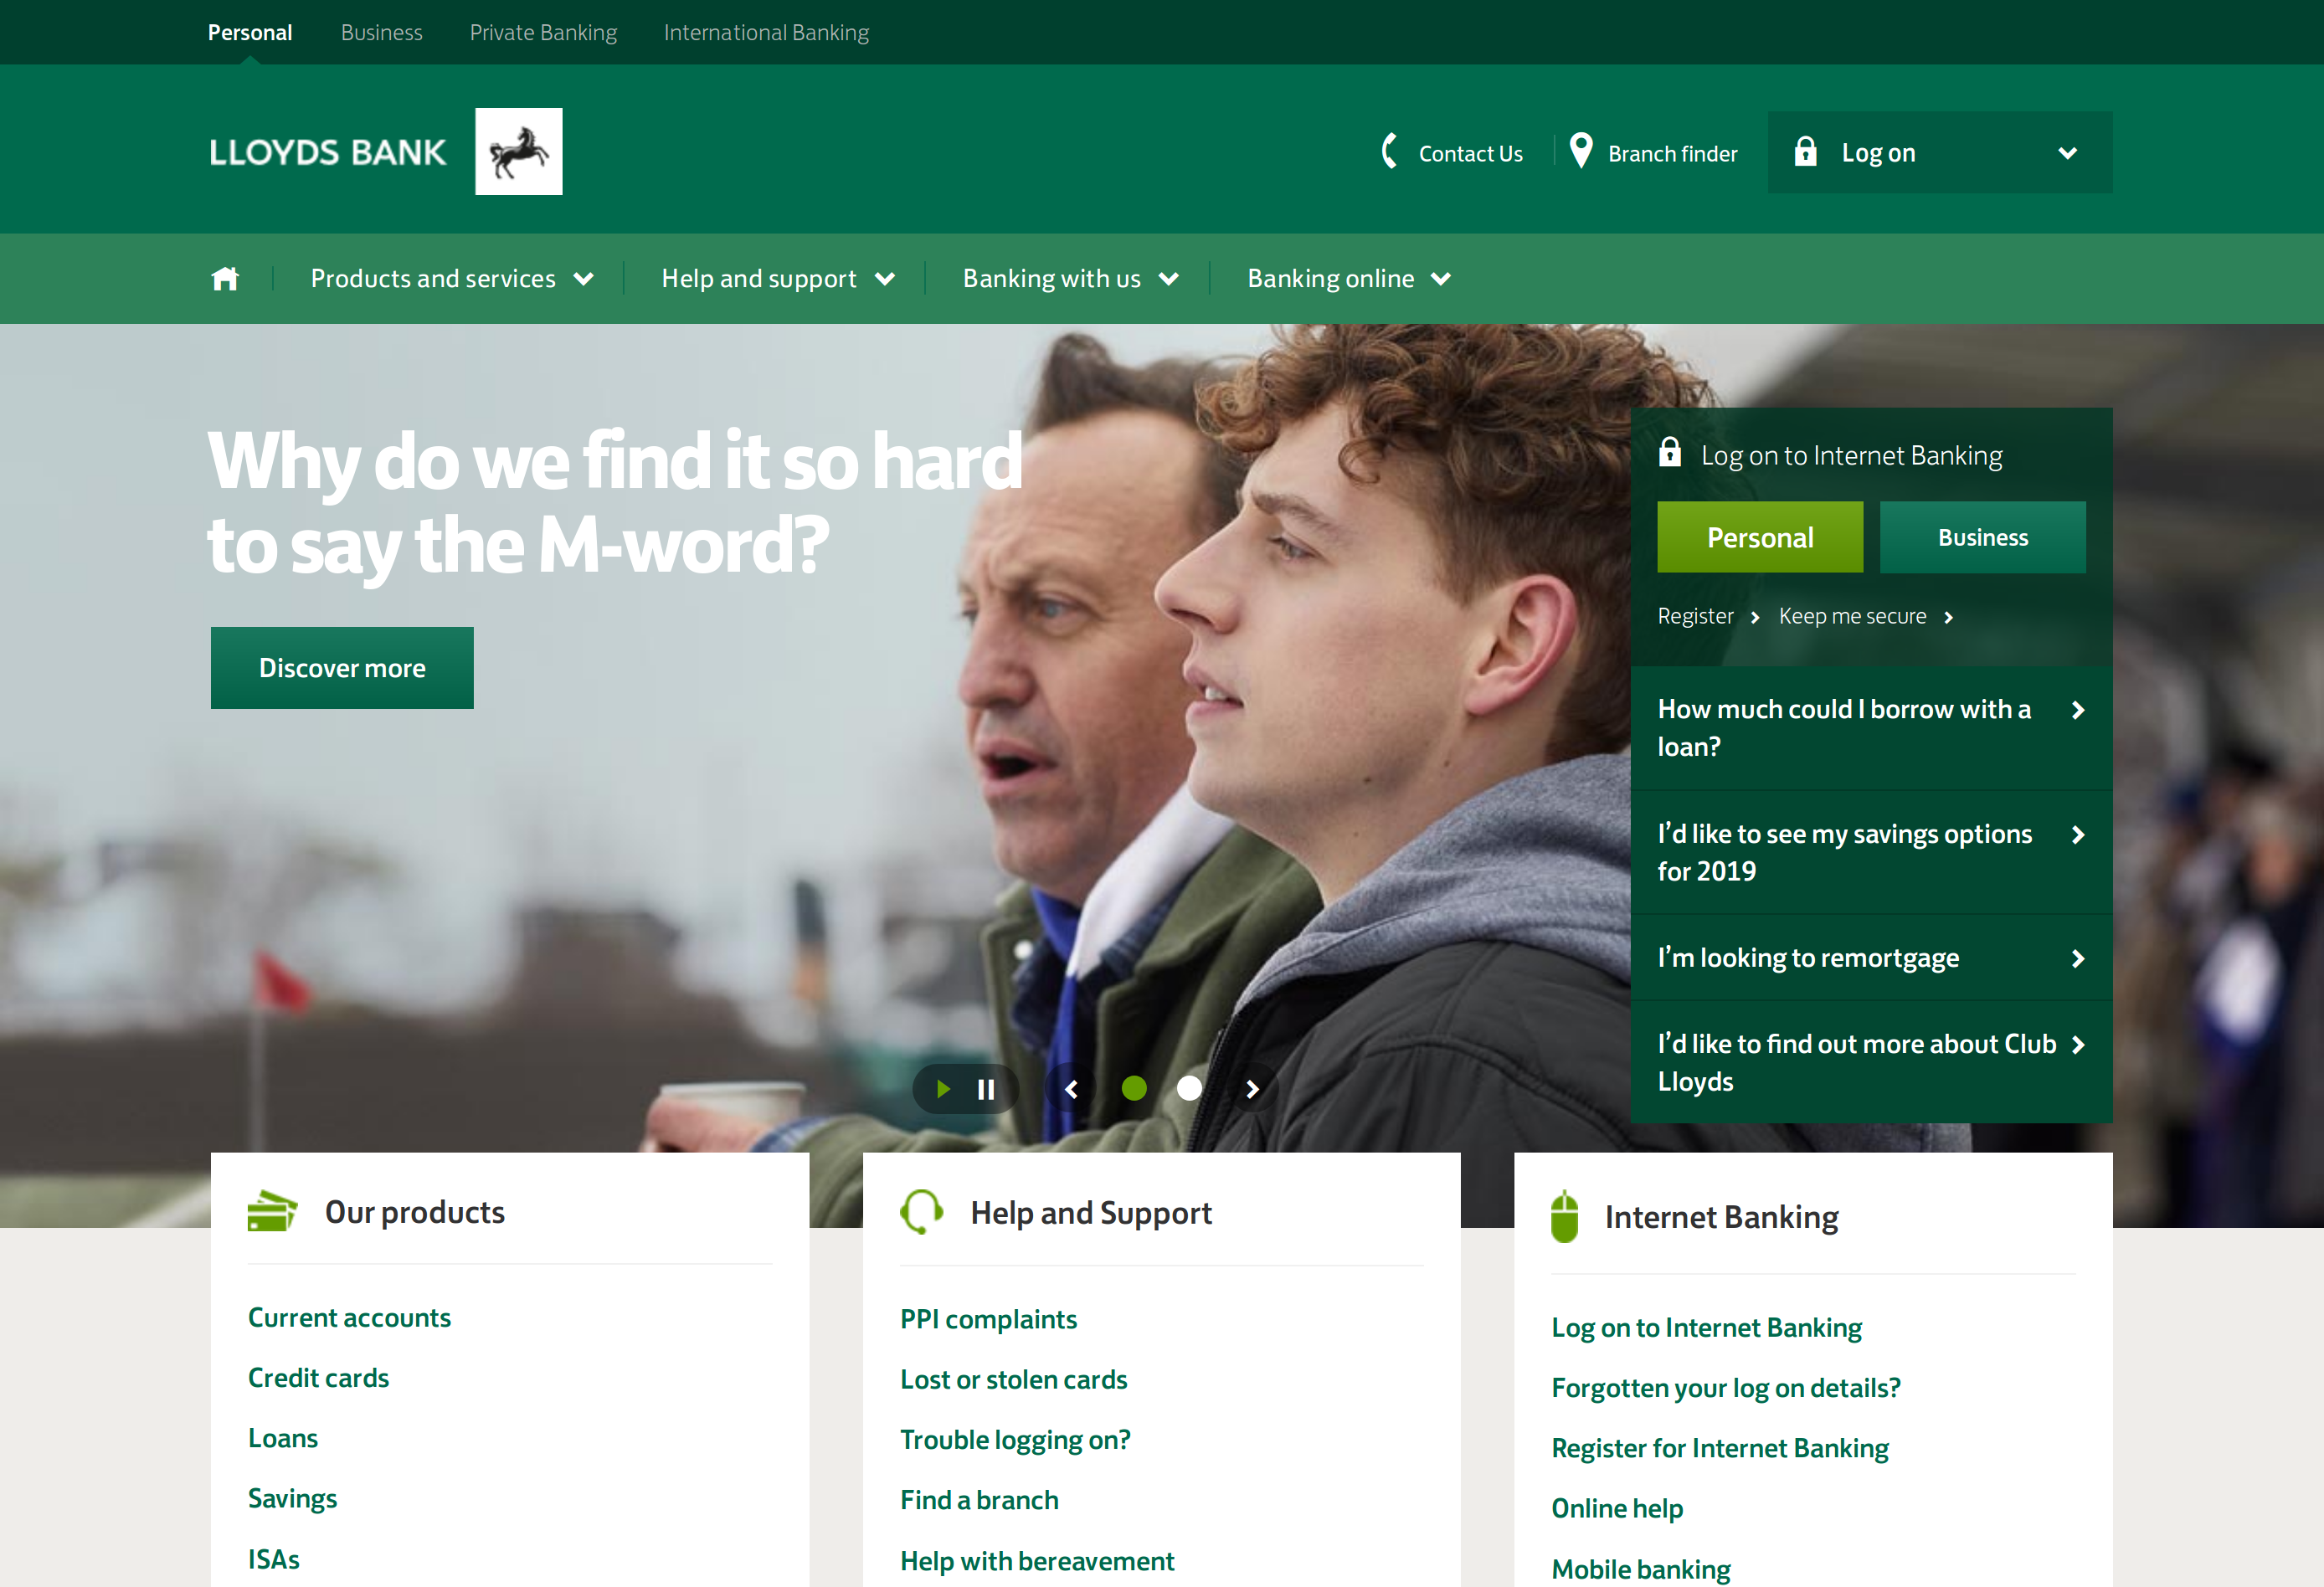 Personal Business Private Banking International Banking
LLOYDS BANK
Contact Us Branch finder Log on
Products and services Help and support Banking with us Banking online
Why do we find it so hard
to say the M-word?
Discover more
Log on to Internet Banking
Personal Business
Register Keep me secure
How much could I borrow with a
loan?
I’d like to see my savings options
for 2019
I’m looking to remortgage
I’d like to find out more about Club
Lloyds
Our products
Current accounts
Credit cards
Loans
Savings
ISAs
Help and Support
PPI complaints
Lost or stolen cards
Trouble logging on?
Find a branch
Help with bereavement
Internet Banking
Log on to Internet Banking
Forgotten your log on details?
Register for Internet Banking
Online help
Mobile banking